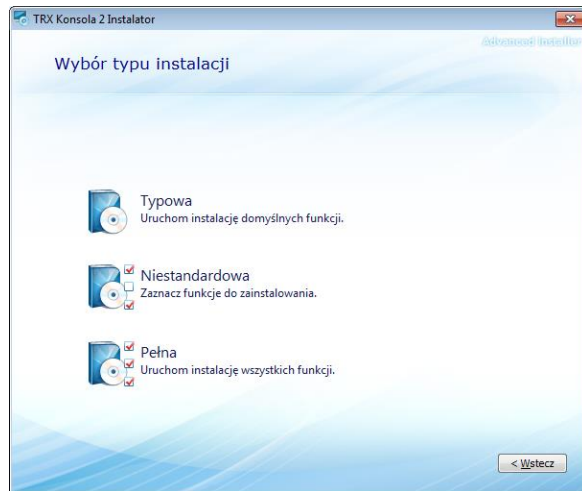 TRX Konsola 2 Instalator
Advanced Installer
Wybór typu instalacji
Typowa
Uruchom instalację domyślnych funkcji.
Niestandardowa
Zaznacz funkcje do zainstalowania.
Pełna
Uruchom instalację wszystkich funkcji.
< Wstecz